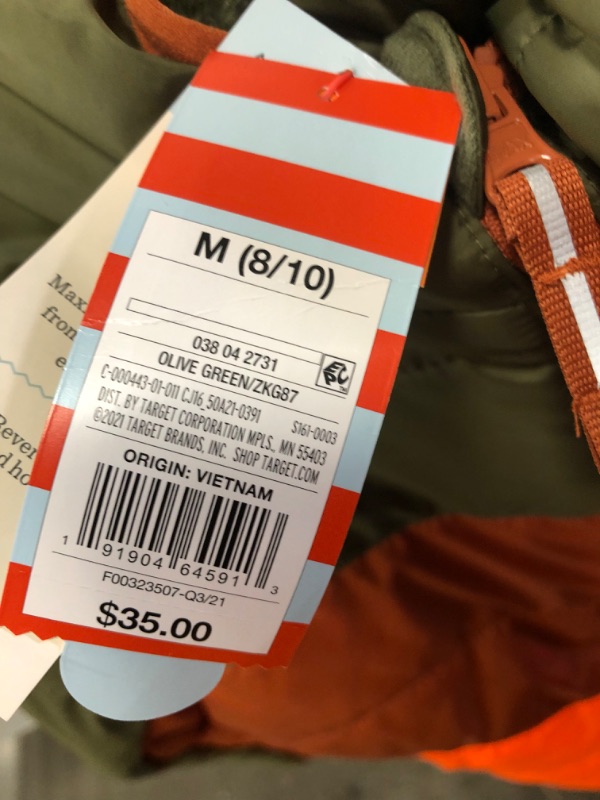 M (8/10)
038 04 2731
OLIVE GREEN/ZKG87
EPC™
C-000443-01-011 CJ16_50A21-0391 S161-0003
DIST. BY TARGET CORPORATION MPLS., MN 55403
©2021 TARGET BRANDS, INC. SHOP TARGET.COM
ORIGIN: VIETNAM
1 91904 64591 3
F00323507-Q3/21
$35.00
from